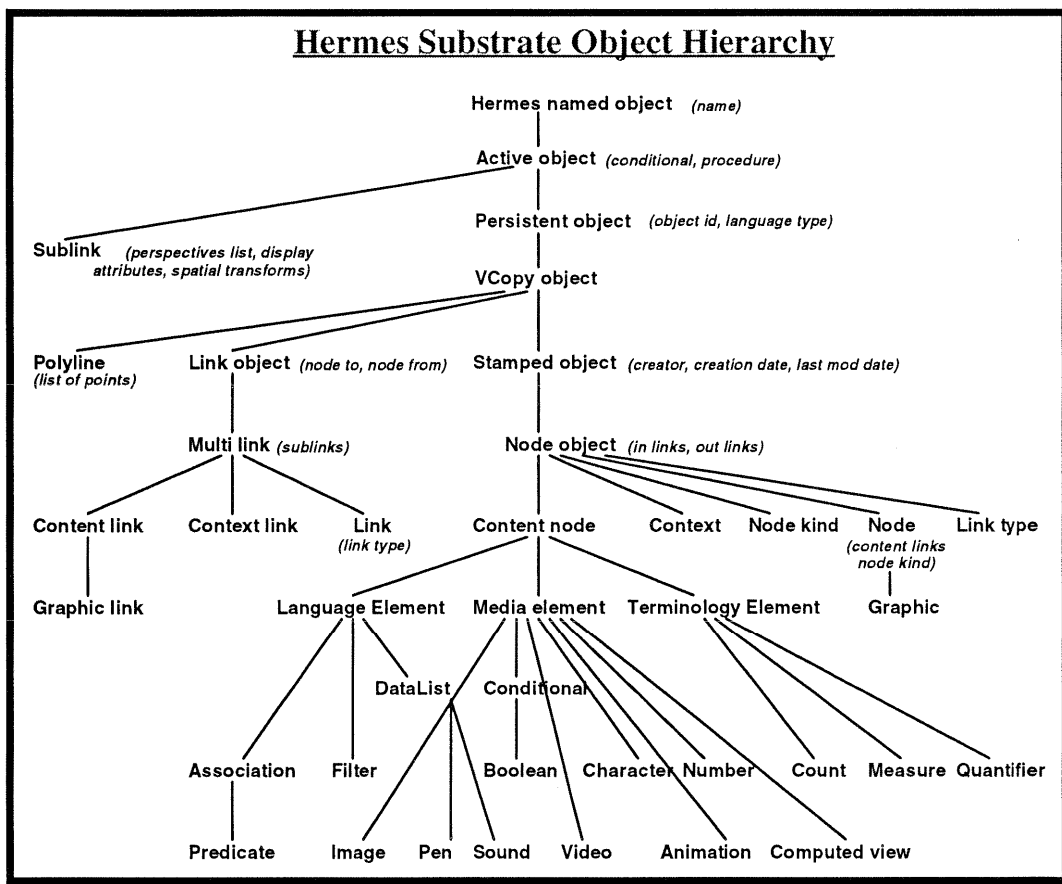 Hermes Substrate Object Hierarchy
Hermes named object (name)
Active object (conditional, procedure)
Persistent object (object id, language type)
Sublink (perspectives list, display
attributes, spatial transforms)
VCopy object
Polyline
(list of points)
Link object (node to, node from)
Stamped object (creator, creation date, last mod date)
Multi link (sublinks)
Node object (in links, out links)
Content link
Context link
Link
(link type)
Content node
Context
Node kind
Node
(content links
node kind)
Link type
Graphic link
Language Element
Media element
Terminology Element
Graphic
DataList
Conditional
Association
Filter
Boolean
Character
Number
Count
Measure
Quantifier
Predicate
Image
Pen
Sound
Video
Animation
Computed view